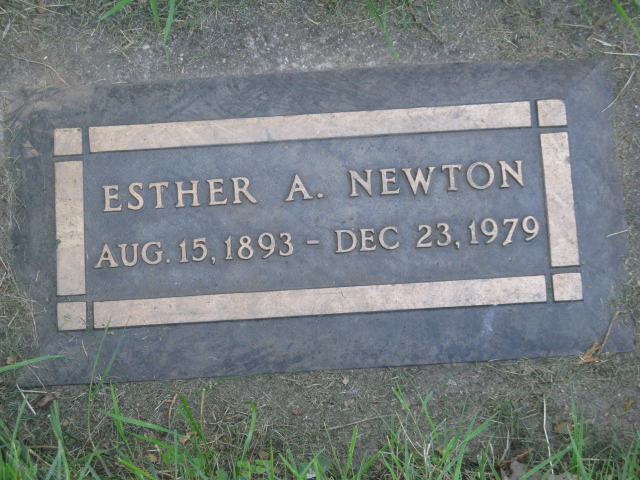 ESTHER A. NEWTON
AUG. 15, 1893 - DEC 23, 1979